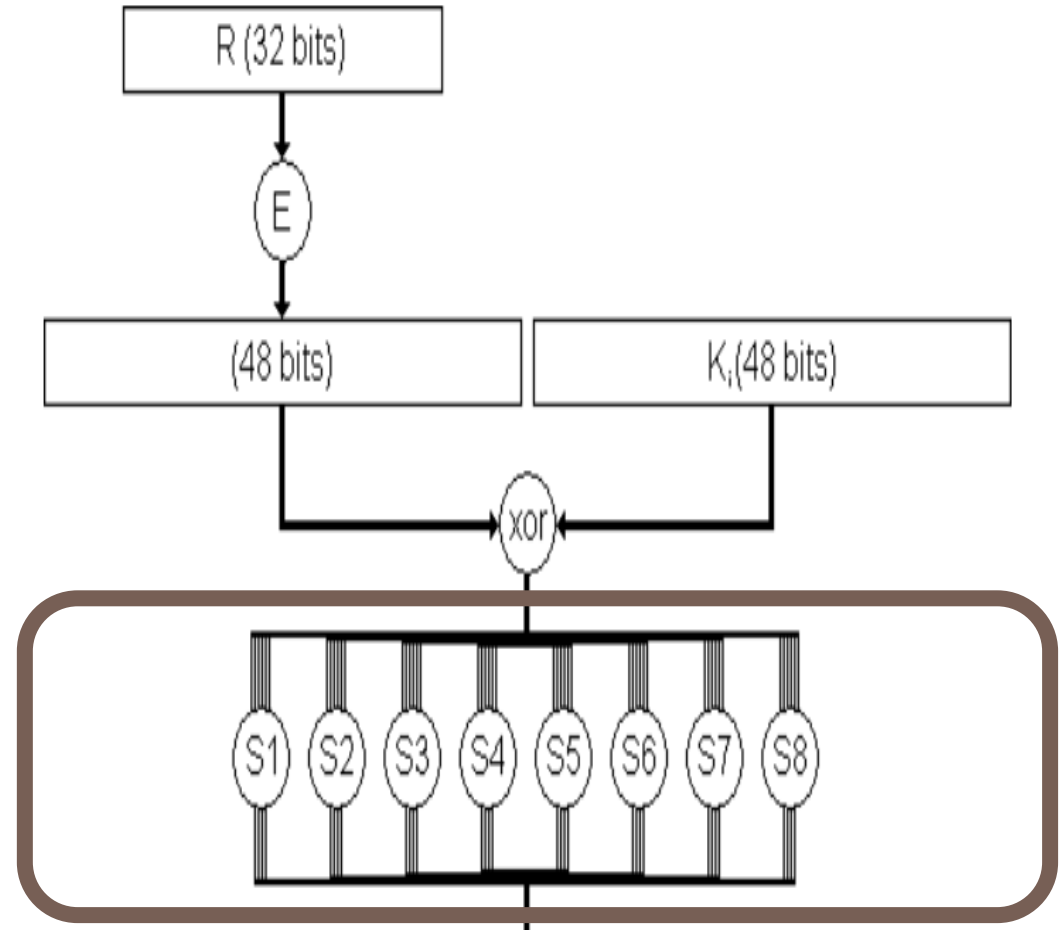 R (32 bits)
E
(48 bits)
Kᵢ(48 bits)
xor
S1 S2 S3 S4 S5 S6 S7 S8